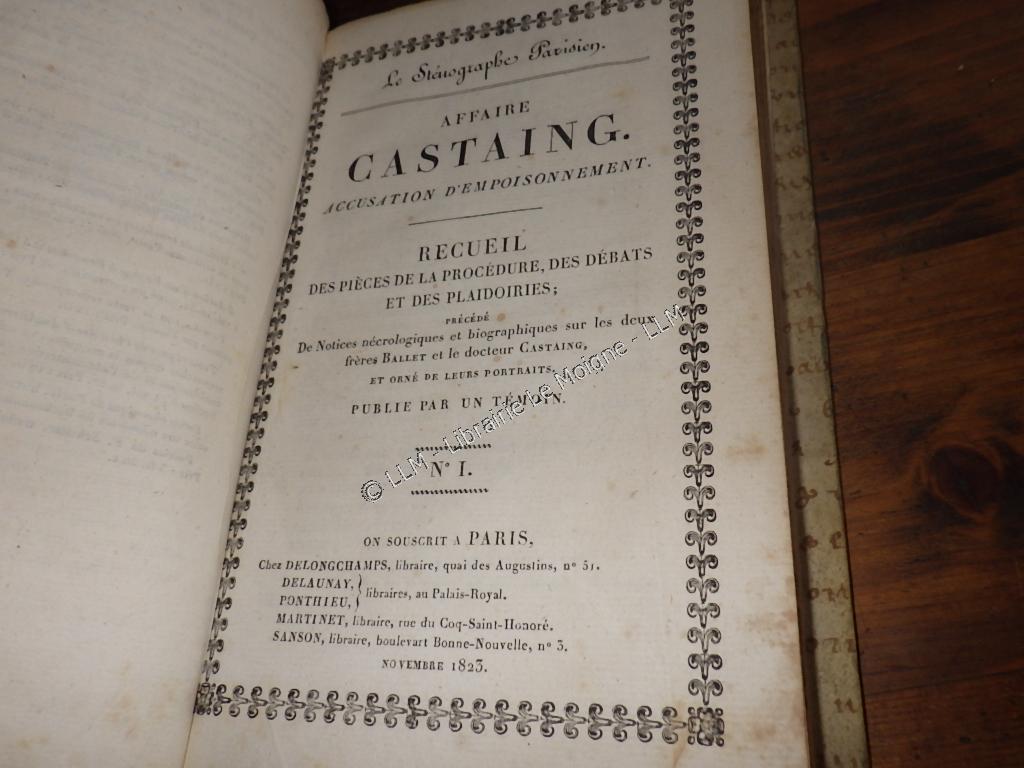 Le Sténographe Parisien.
AFFAIRE
CASTAING.
ACCUSATION D'EMPOISONNEMENT.
RECUEIL
DES PIÈCES DE LA PROCÉDURE, DES DÉBATS
ET DES PLAIDOIRIES;
PRÉCÉDÉ
De Notices nécrologiques et biographiques sur les deux
frères BALLET et le docteur CASTAING,
ET ORNÉ DE LEURS PORTRAITS.
PUBLIE PAR UN TÉMOIN.
N° I.
ON SOUSCRIT A PARIS,
Chez DELONGCHAMPS, libraire, quai des Augustins, n° 51.
DELAUNAY,
PONTHIEU, } libraires, au Palais-Royal.
MARTINET, libraire, rue du Coq-Saint-Honoré.
SANSON, libraire, boulevart Bonne-Nouvelle, n° 3.
NOVEMBRE 1823.
© LLM - Librairie Le Moigne - LLM